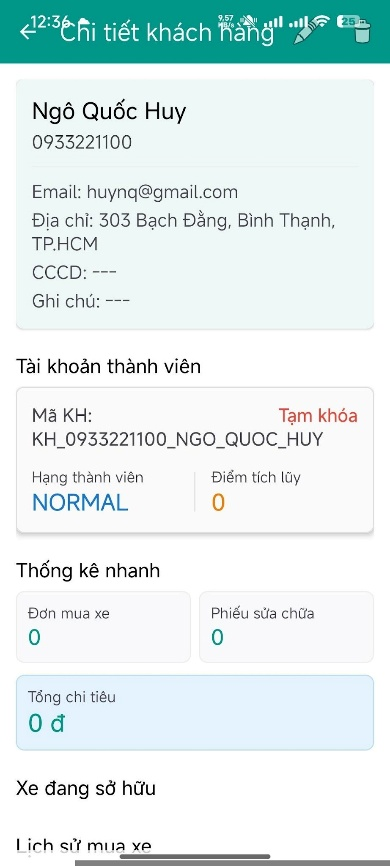 12:36
9,57
KB/s
25
Chi tiết khách hàng
Ngô Quốc Huy
0933221100
Email: huynq@gmail.com
Địa chỉ: 303 Bạch Đằng, Bình Thạnh,
TP.HCM
CCCD: ---
Ghi chú: ---
Tài khoản thành viên
Mã KH:
Tạm khóa
KH_0933221100_NGO_QUOC_HUY
Hạng thành viên
Điểm tích lũy
NORMAL
0
Thống kê nhanh
Đơn mua xe
Phiếu sửa chữa
0
0
Tổng chi tiêu
0 đ
Xe đang sở hữu
Lịch sử mua xe